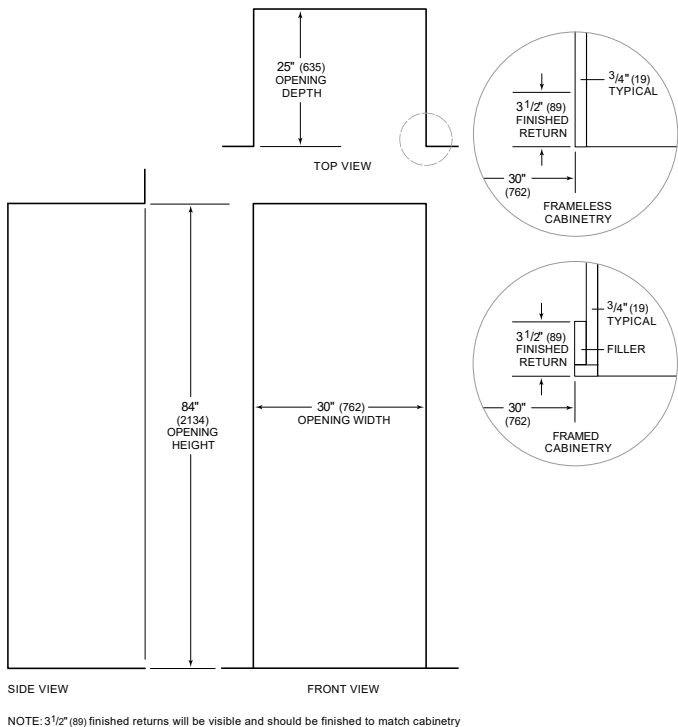 25" (635)
OPENING
DEPTH
TOP VIEW
3/4" (19)
TYPICAL
3 1/2" (89)
FINISHED
RETURN
30"
(762)
FRAMELESS
CABINETRY
3/4" (19)
TYPICAL
3 1/2" (89)
FINISHED
RETURN
FILLER
30"
(762)
FRAMED
CABINETRY
84"
(2134)
OPENING
HEIGHT
30" (762)
OPENING WIDTH
SIDE VIEW
FRONT VIEW
NOTE: 3 1/2" (89) finished returns will be visible and should be finished to match cabinetry